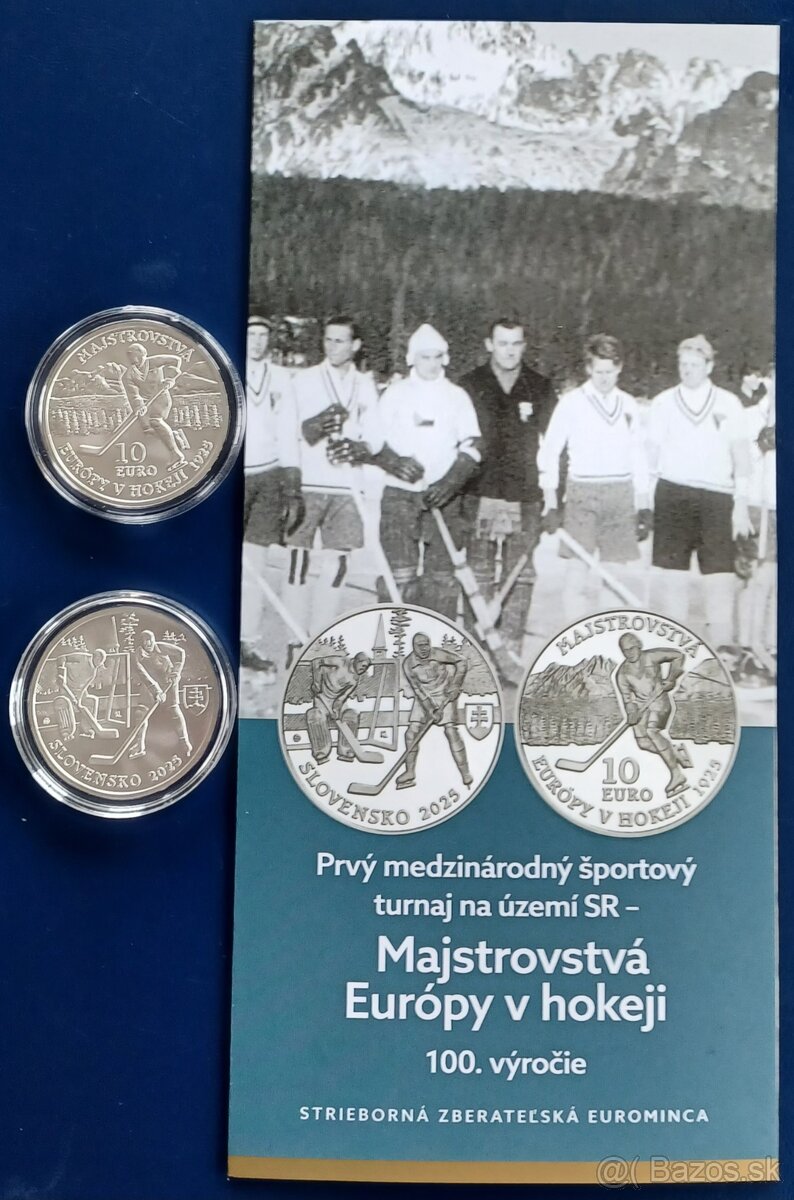 MAJSTROVSTVÁ
10
EURO
EURÓPY V HOKEJI 1925
SLOVENSKO 2025
SLOVENSKO 2025
MAJSTROVSTVÁ
10
EURO
EURÓPY V HOKEJI 1925
Prvý medzinárodný športový
turnaj na území SR –
Majstrovstvá
Európy v hokeji
100. výročie
STRIEBORNÁ ZBERATEĽSKÁ EUROMINCA
@( Bazos.sk